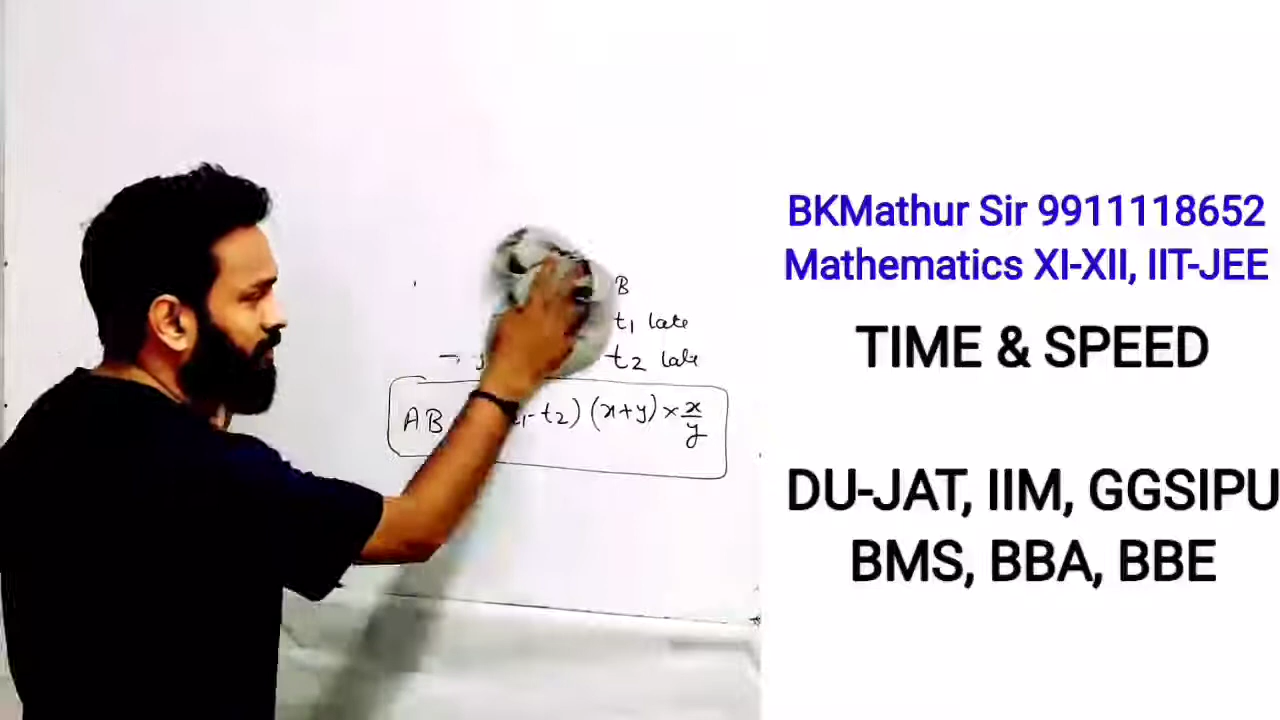 B
t₁ late
t₂ late
AB -t₂) (x+y) × x/y
BKMathur Sir 9911118652
Mathematics XI-XII, IIT-JEE
TIME & SPEED
DU-JAT, IIM, GGSIPU
BMS, BBA, BBE